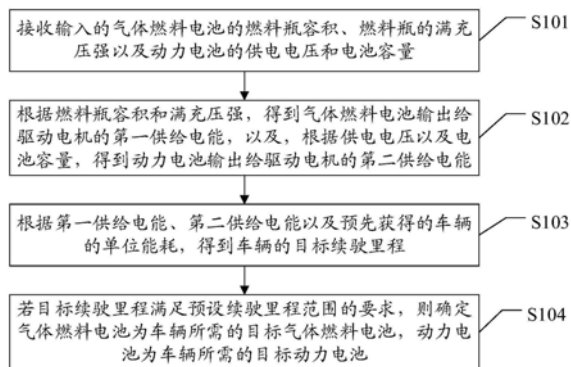 接收输入的气体燃料电池的燃料瓶容积、燃料瓶的满充
压强以及动力电池的供电电压和电池容量
S101
根据燃料瓶容积和满充压强，得到气体燃料电池输出给
驱动电机的第一供给电能，以及，根据供电电压以及电
池容量，得到动力电池输出给驱动电机的第二供给电能
S102
根据第一供给电能、第二供给电能以及预先获得的车辆
的单位能耗，得到车辆的目标续驶里程
S103
若目标续驶里程满足预设续驶里程范围的要求，则确定
气体燃料电池为车辆所需的目标气体燃料电池，动力电
池为车辆所需的目标动力电池
S104